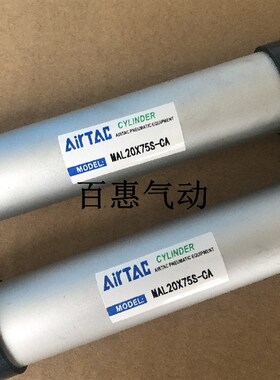 AirTAC CYLINDER
AIRTAC PNEUMATIC EQUIPMENT
MODEL: MAL20X75S-CA
百惠气动
AirTAC CYLINDER
AIRTAC PNEUMATIC EQUIPMENT
MODEL: MAL20X75S-CA